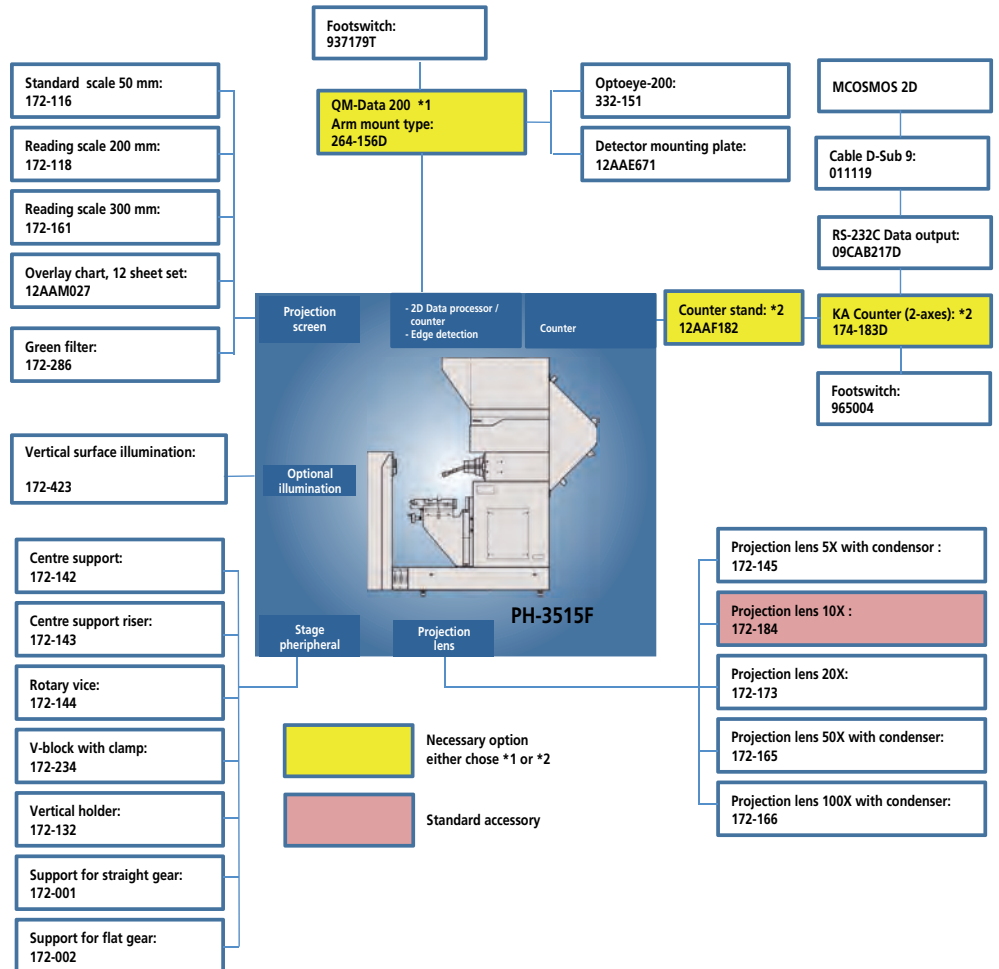 Footswitch:
937179T
Standard scale 50 mm:
172-116
Reading scale 200 mm:
172-118
Reading scale 300 mm:
172-161
Overlay chart, 12 sheet set:
12AAM027
Green filter:
172-286
QM-Data 200 *1
Arm mount type:
264-156D
Optoeye-200:
332-151
Detector mounting plate:
12AAE671
MCOSMOS 2D
Cable D-Sub 9:
011119
RS-232C Data output:
09CAB217D
Projection
screen
- 2D Data processor /
counter
- Edge detection
Counter
Counter stand: *2
12AAF182
KA Counter (2-axes): *2
174-183D
Footswitch:
965004
Vertical surface illumination:
172-423
Optional
illumination
PH-3515F
Centre support:
172-142
Centre support riser:
172-143
Rotary vice:
172-144
V-block with clamp:
172-234
Vertical holder:
172-132
Support for straight gear:
172-001
Support for flat gear:
172-002
Stage
pheripheral
Projection
lens
Projection lens 5X with condensor :
172-145
Projection lens 10X :
172-184
Projection lens 20X:
172-173
Projection lens 50X with condenser:
172-165
Projection lens 100X with condenser:
172-166
Necessary option
either chose *1 or *2
Standard accessory